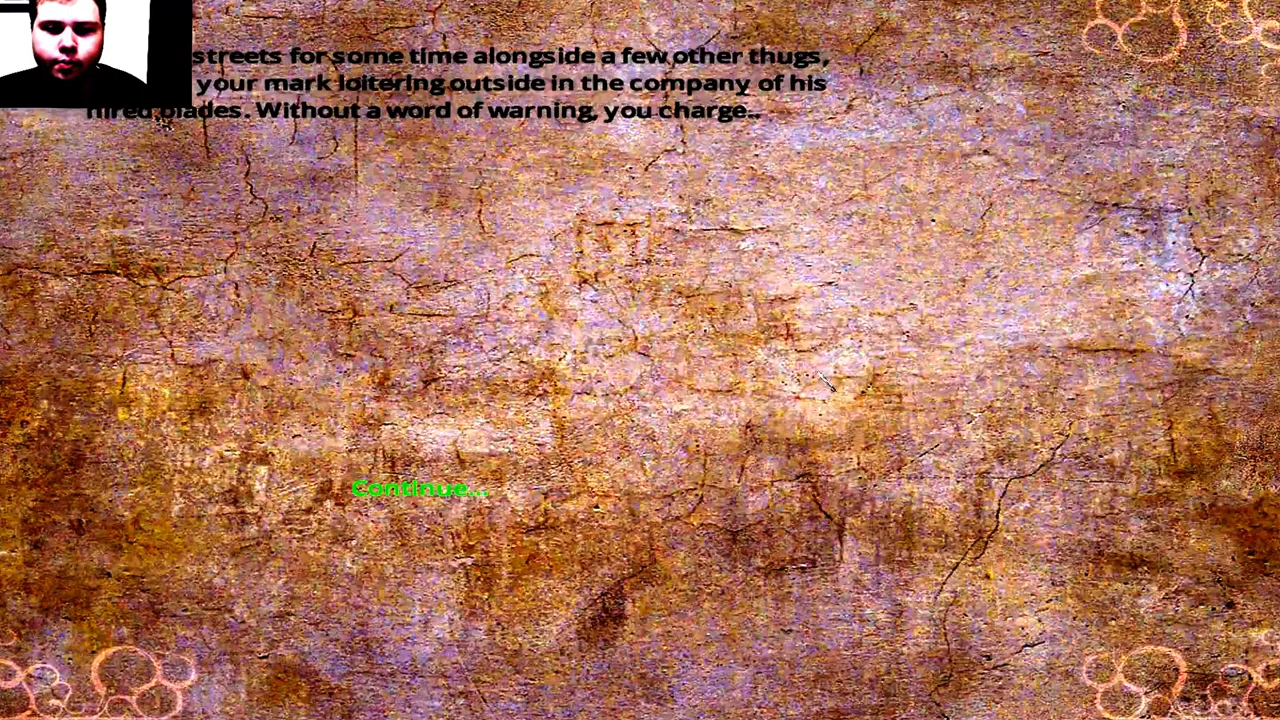 streets for some time alongside a few other thugs,
your mark loitering outside in the company of his
hired blades. Without a word of warning, you charge..
Continue...